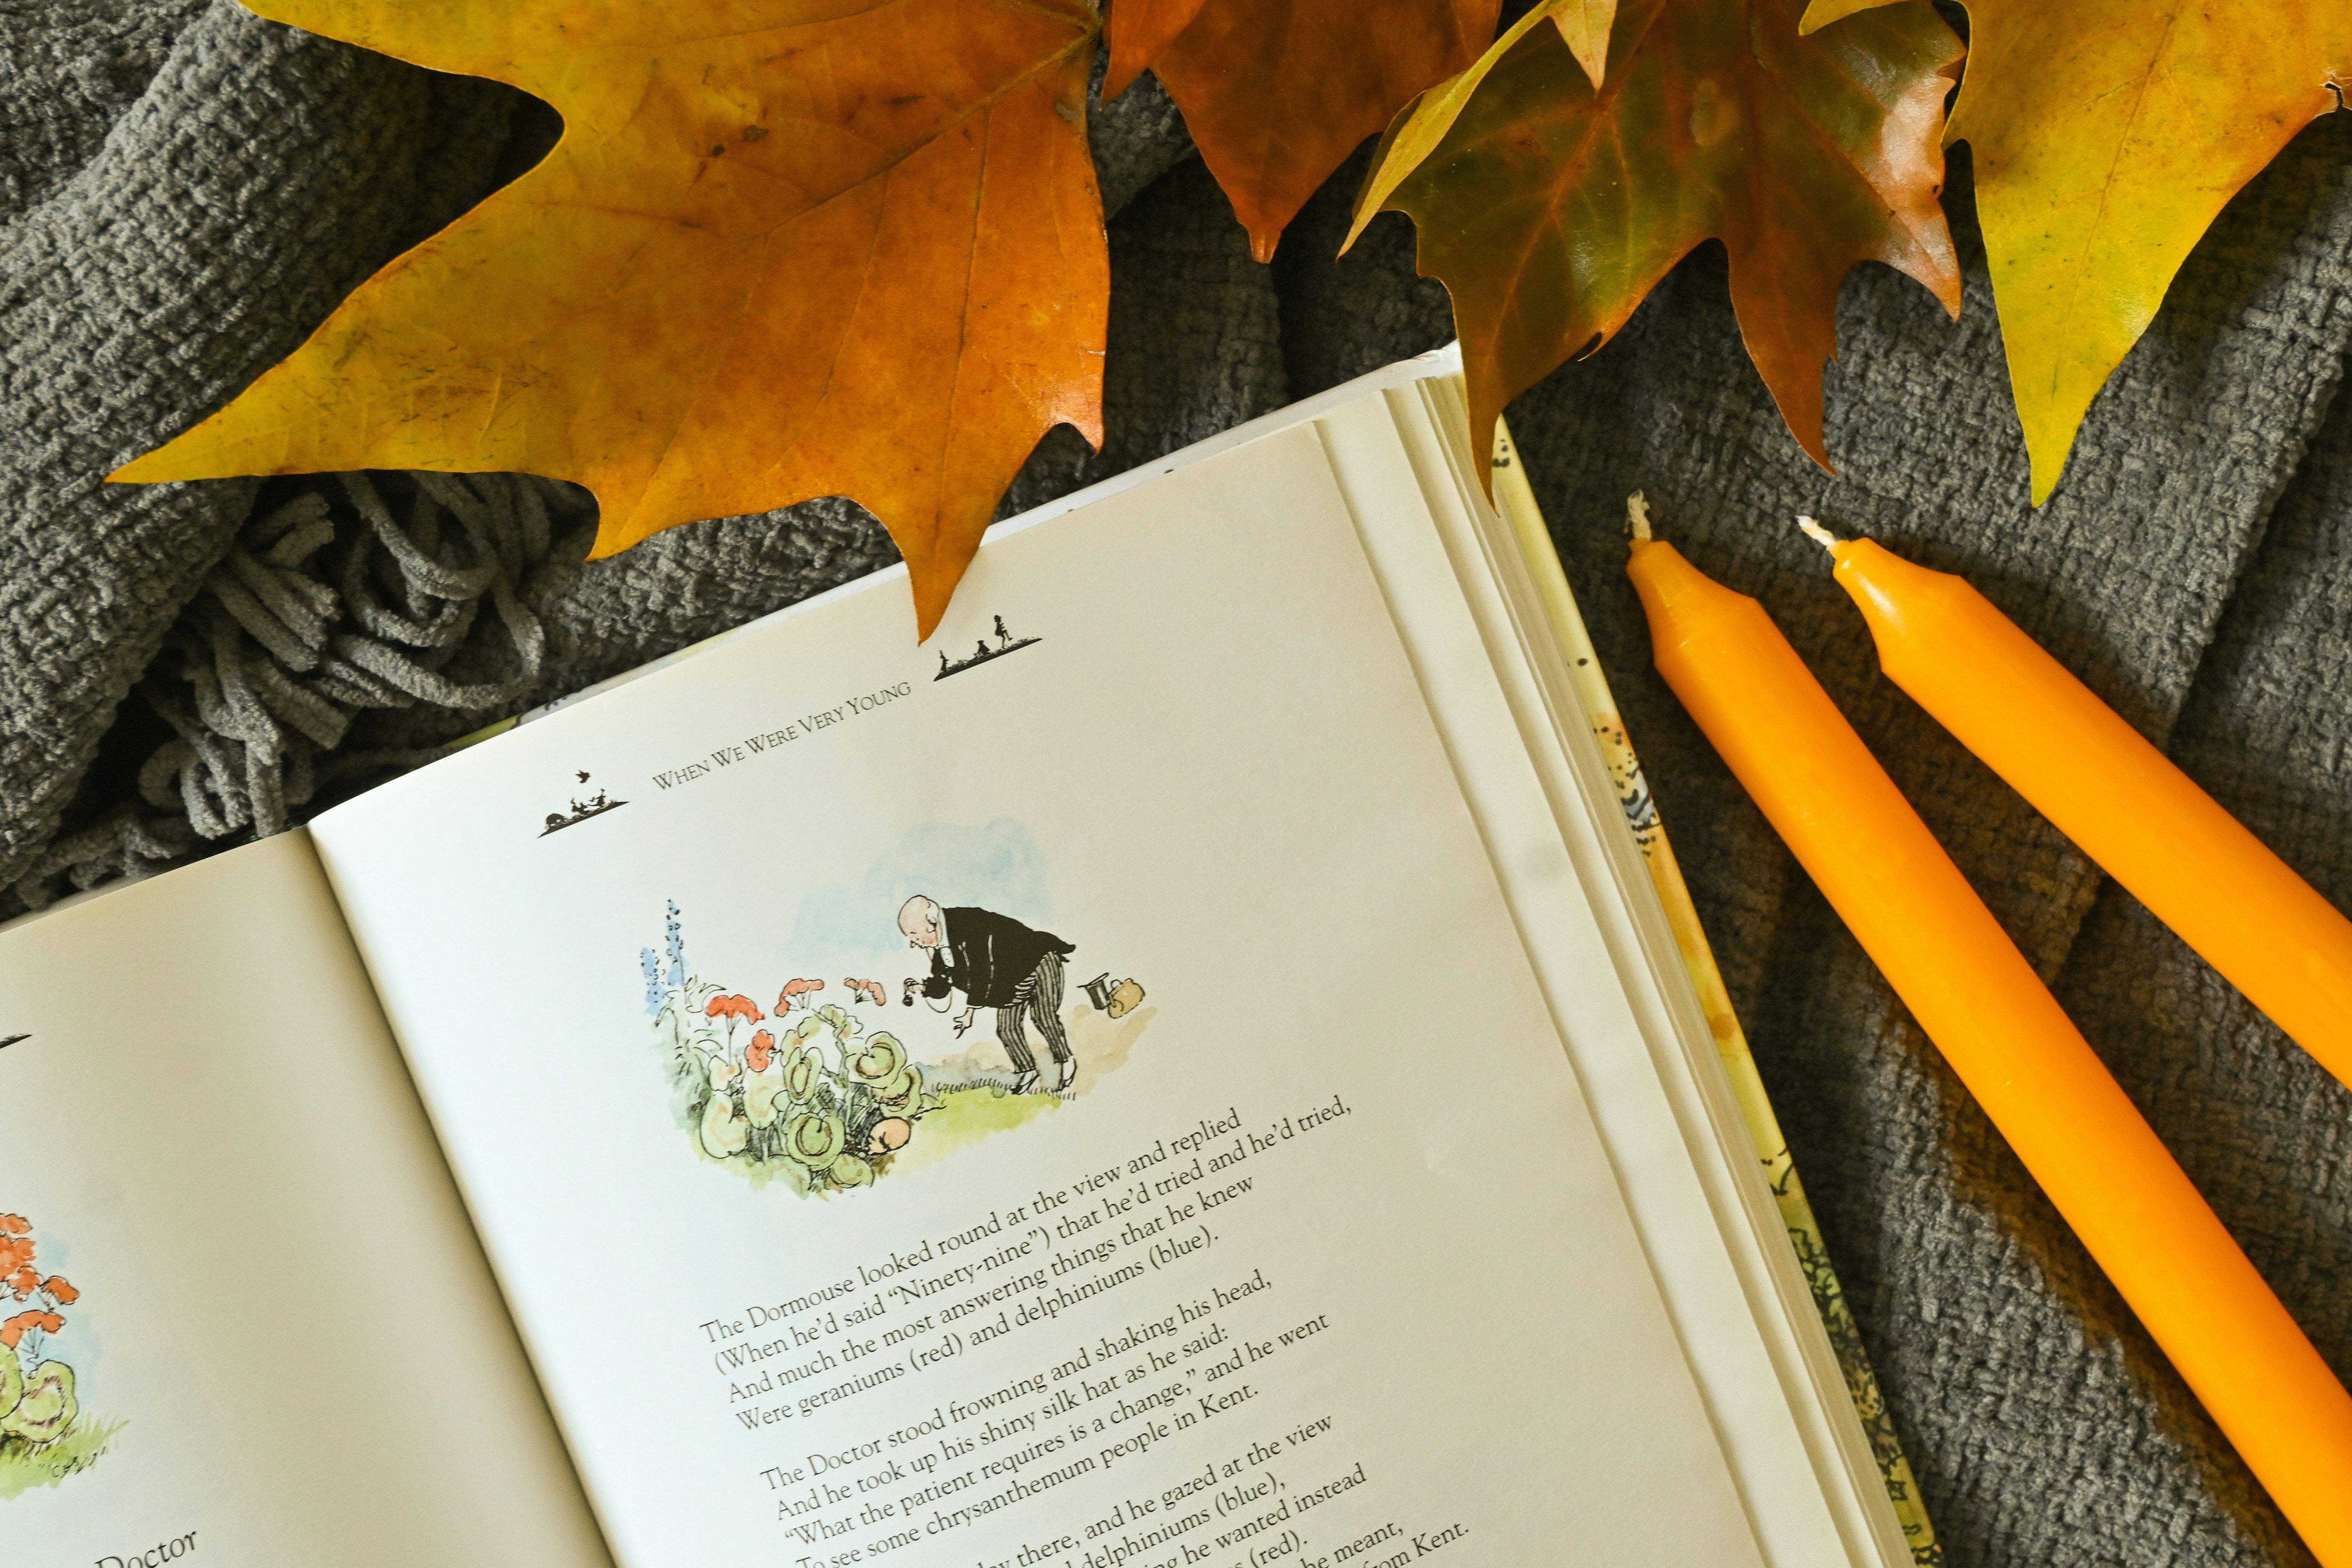 Doctor
WHEN WE WERE VERY YOUNG
The Dormouse looked round at the view and replied
(When he'd said “Ninety-nine”) that he'd tried and he'd tried,
And much the most answering things that he knew
Were geraniums (red) and delphiniums (blue).
The Doctor stood frowning and shaking his head,
And he took up his shiny silk hat as he said:
“What the patient requires is a change,” and he went
To see some chrysanthemum people in Kent.
there, and he gazed at the view
delphiniums (blue),
he wanted instead
(red).
he meant,
from Kent.